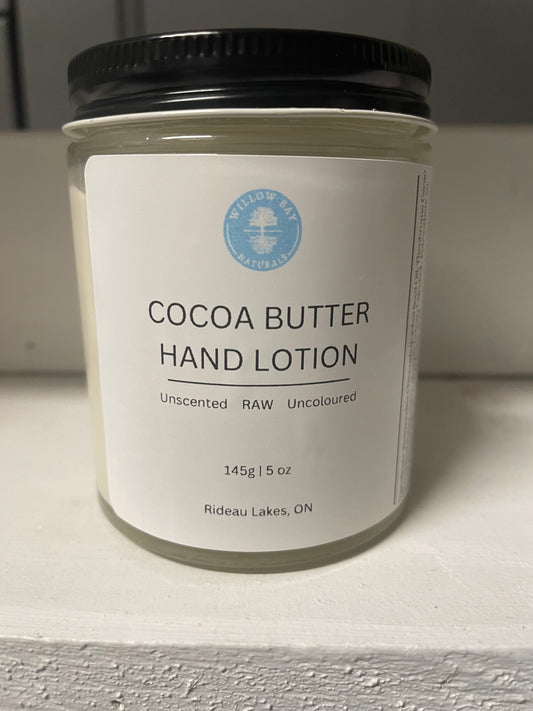 WILLOW BAY
NATURALS
COCOA BUTTER
HAND LOTION
Unscented RAW Uncoloured
145g | 5 oz
Rideau Lakes, ON